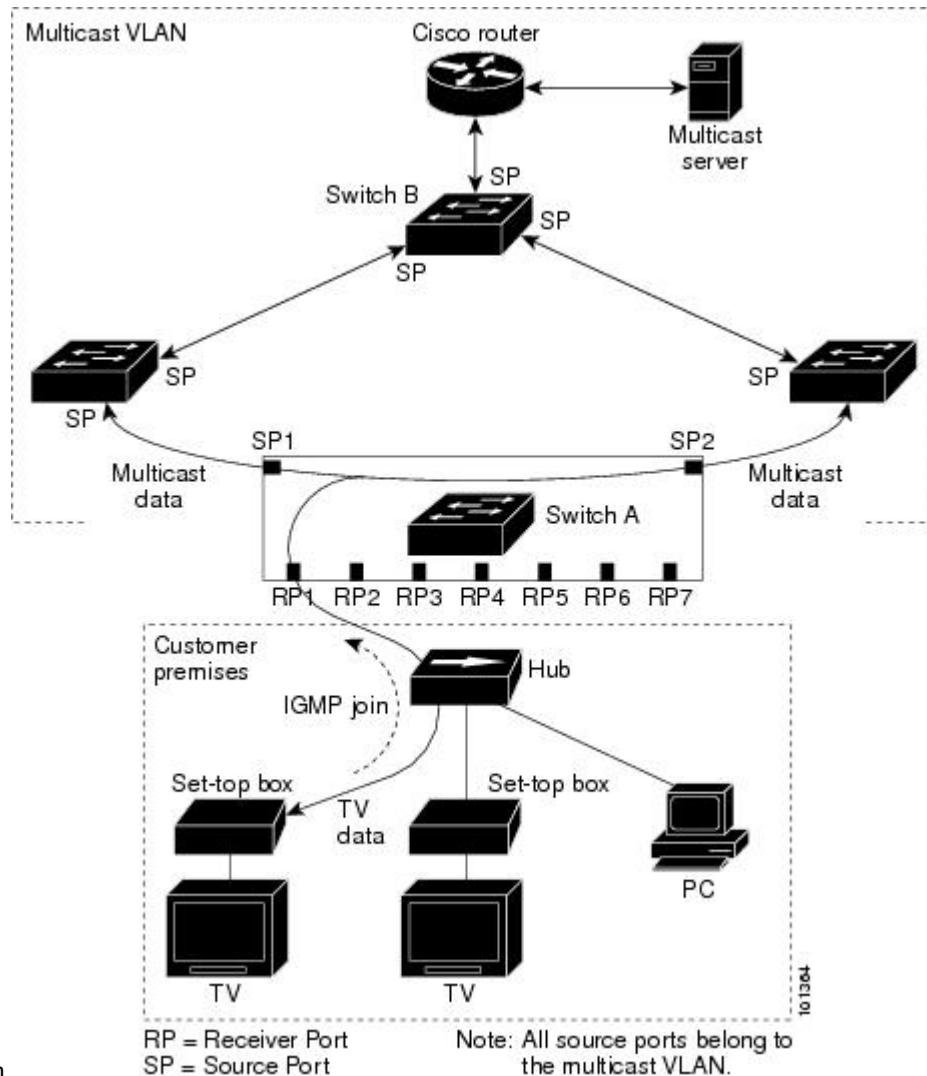 Multicast VLAN
Cisco router
Multicast
server
SP
Switch B
SP
SP
SP
SP
SP
SP1
SP2
Multicast
data
Multicast
data
Switch A
RP1 RP2 RP3 RP4 RP5 RP6 RP7
Customer
premises
Hub
IGMP join
Set-top box
Set-top box
TV
data
PC
TV
TV
101364
RP = Receiver Port
SP = Source Port
Note: All source ports belong to
the multicast VLAN.